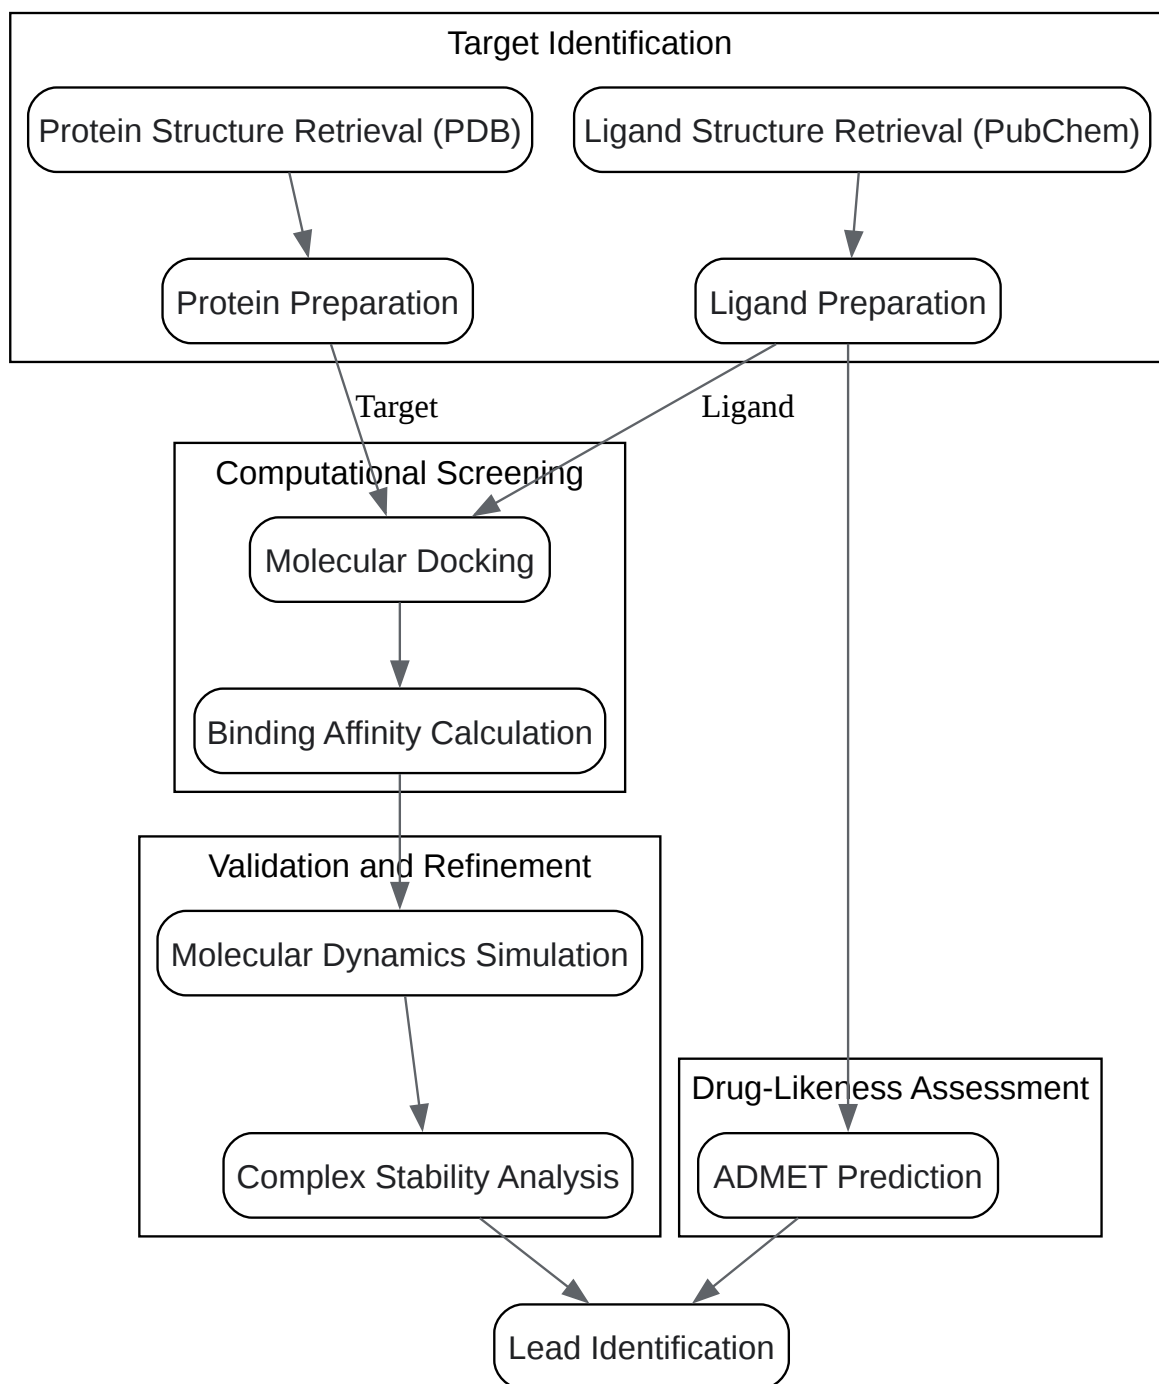 Target Identification
Protein Structure Retrieval (PDB)
Ligand Structure Retrieval (PubChem)
Protein Preparation
Ligand Preparation
Target
Ligand
Computational Screening
Molecular Docking
Binding Affinity Calculation
Validation and Refinement
Molecular Dynamics Simulation
Drug-Likeness Assessment
Complex Stability Analysis
ADMET Prediction
Lead Identification